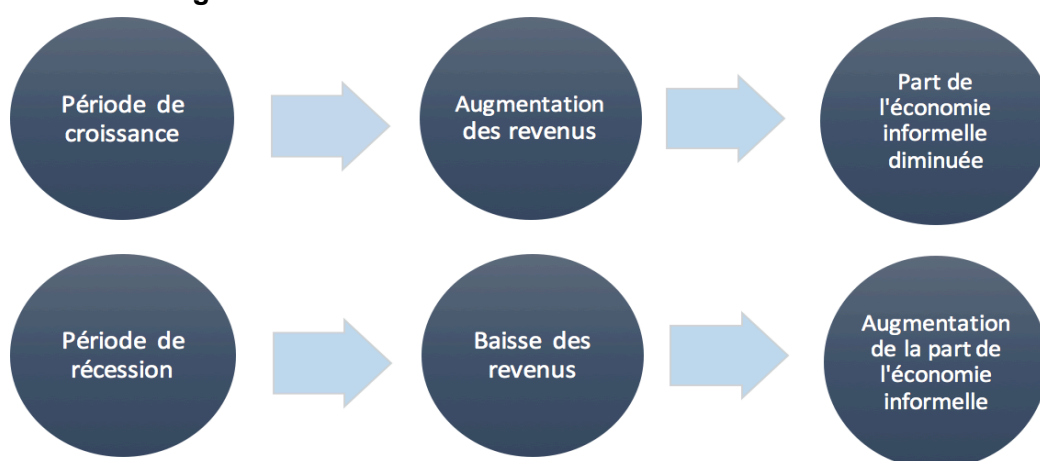 Période de
croissance
Augmentation
des revenus
Part de
l'économie
informelle
diminuée
Période de
récession
Baisse des
revenus
Augmentation
de la part de
l'économie
informelle